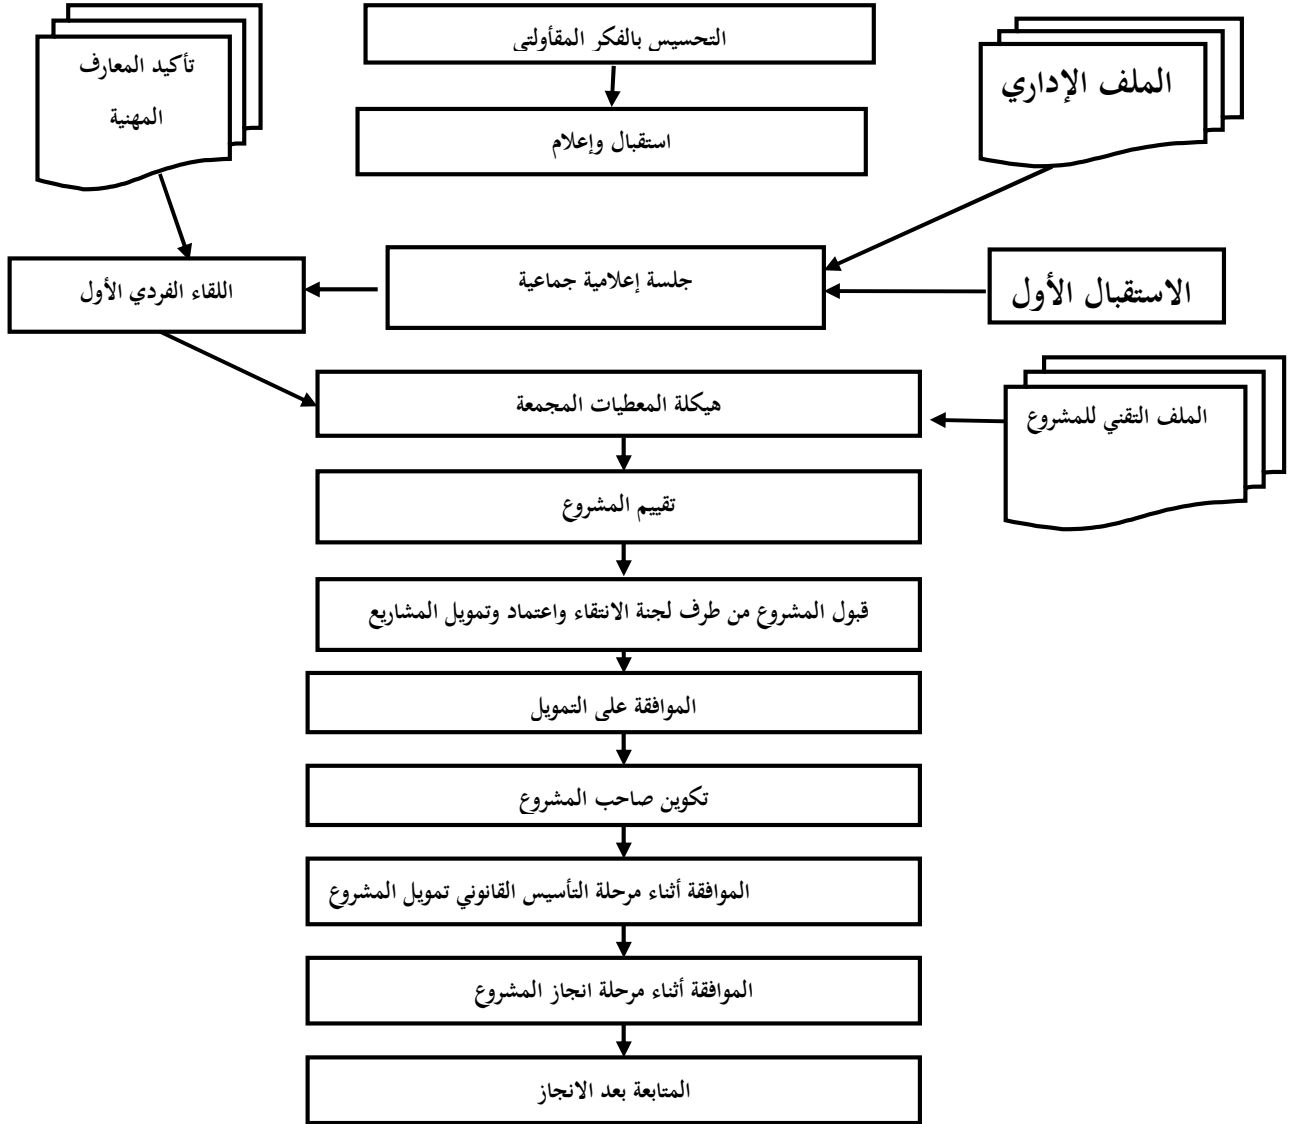 التحسيس بالفكر المقأولتى
الملف الإداري
تأكيد المعارف
المهنية
استقبال وإعلام
الاستقبال الأول
جلسة إعلامية جماعية
اللقاء الفردي الأول
الملف التقني للمشروع
هيكلة المعطيات المجمعة
تقييم المشروع
قبول المشروع من طرف لجنة الانتقاء واعتماد وتمويل المشاريع
الموافقة على التمويل
تكوين صاحب المشروع
الموافقة أثناء مرحلة التأسيس القانوني تمويل المشروع
الموافقة أثناء مرحلة انجاز المشروع
المتابعة بعد الانجاز